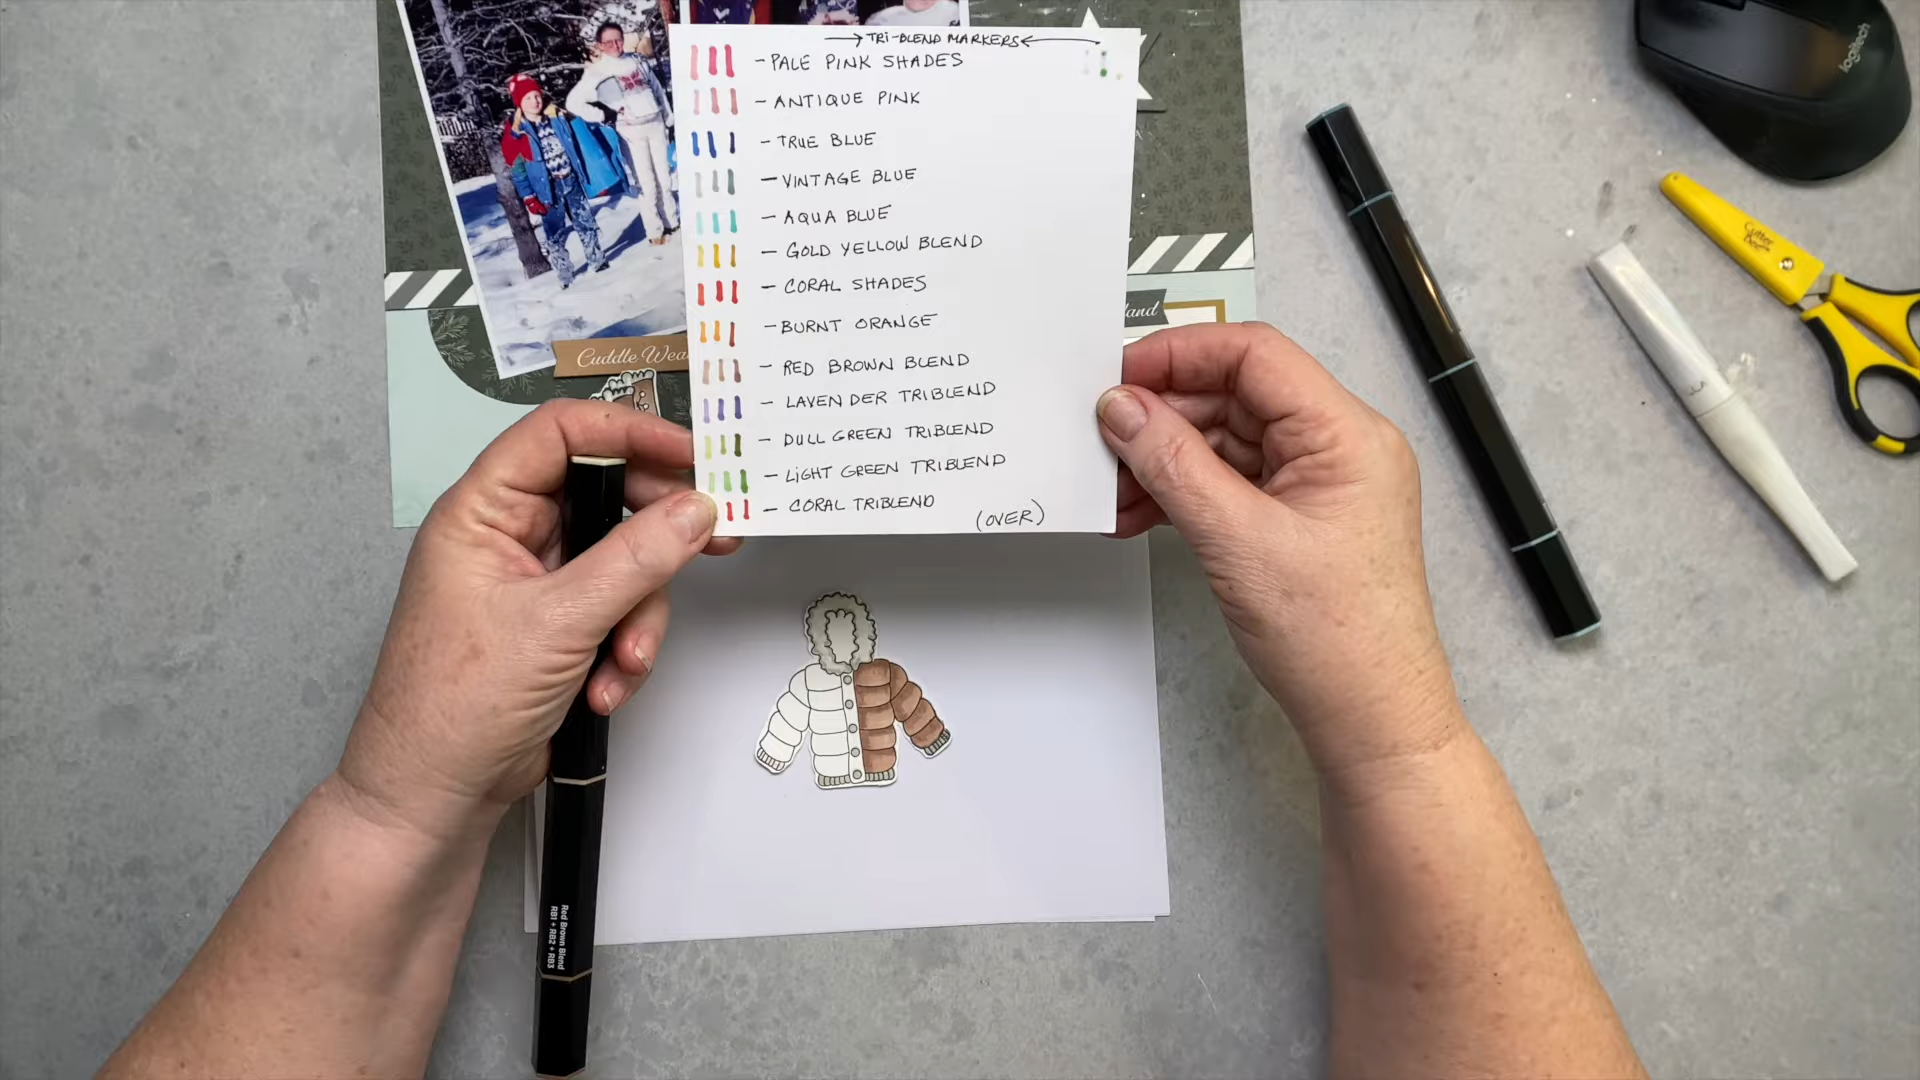 → TRI-BLEND MARKERS ←
- PALE PINK SHADES
- ANTIQUE PINK
- TRUE BLUE
- VINTAGE BLUE
- AQUA BLUE
- GOLD YELLOW BLEND
- CORAL SHADES
- BURNT ORANGE
- RED BROWN BLEND
- LAVENDER TRIBLEND
- DULL GREEN TRIBLEND
- LIGHT GREEN TRIBLEND
- CORAL TRIBLEND
(OVER)
Cuddle Wea
land
logitech
Cutter
Bee
Red Brown Blend
RB1 + RB2 + RB3